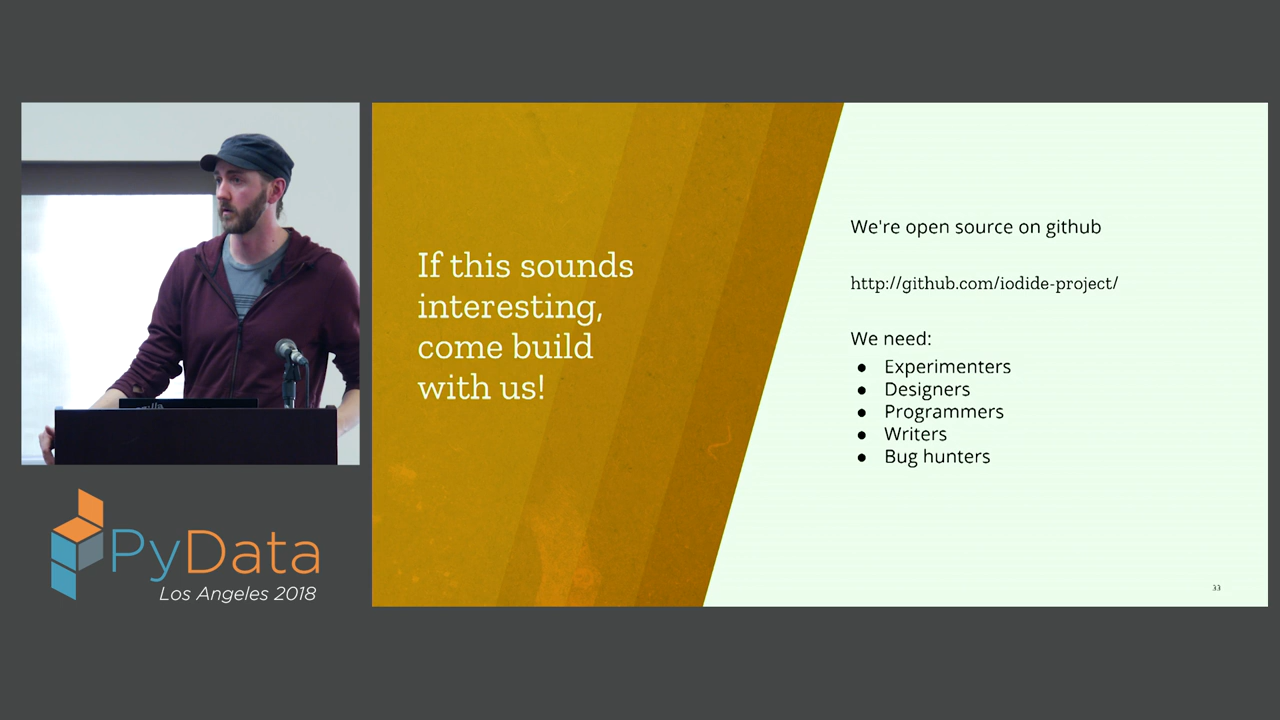 If this sounds
interesting,
come build
with us!
We're open source on github
http://github.com/iodide-project/
We need:
● Experimenters
● Designers
● Programmers
● Writers
● Bug hunters
33
PyData
Los Angeles 2018